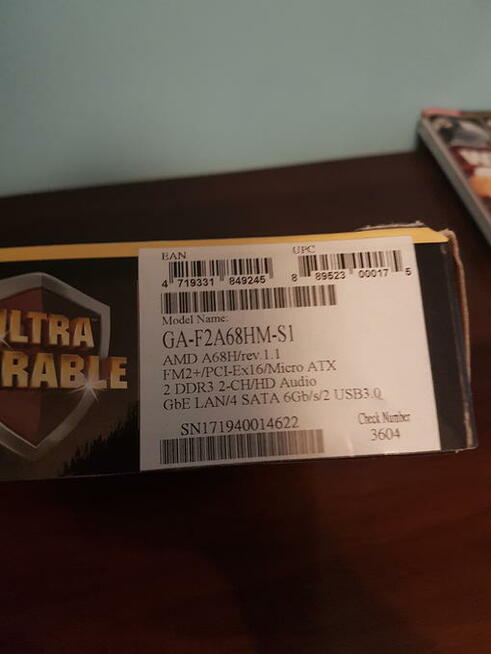 EAN UPC
4 719331 849245 8 89523 00017 5
Model Name:
GA-F2A68HM-S1
AMD A68H/rev.1.1
FM2+/PCI-Ex16/Micro ATX
2 DDR3 2-CH/HD Audio
GbE LAN/4 SATA 6Gb/s/2 USB3.0
SN171940014622
Check Number
3604
ULTRA
RABLE